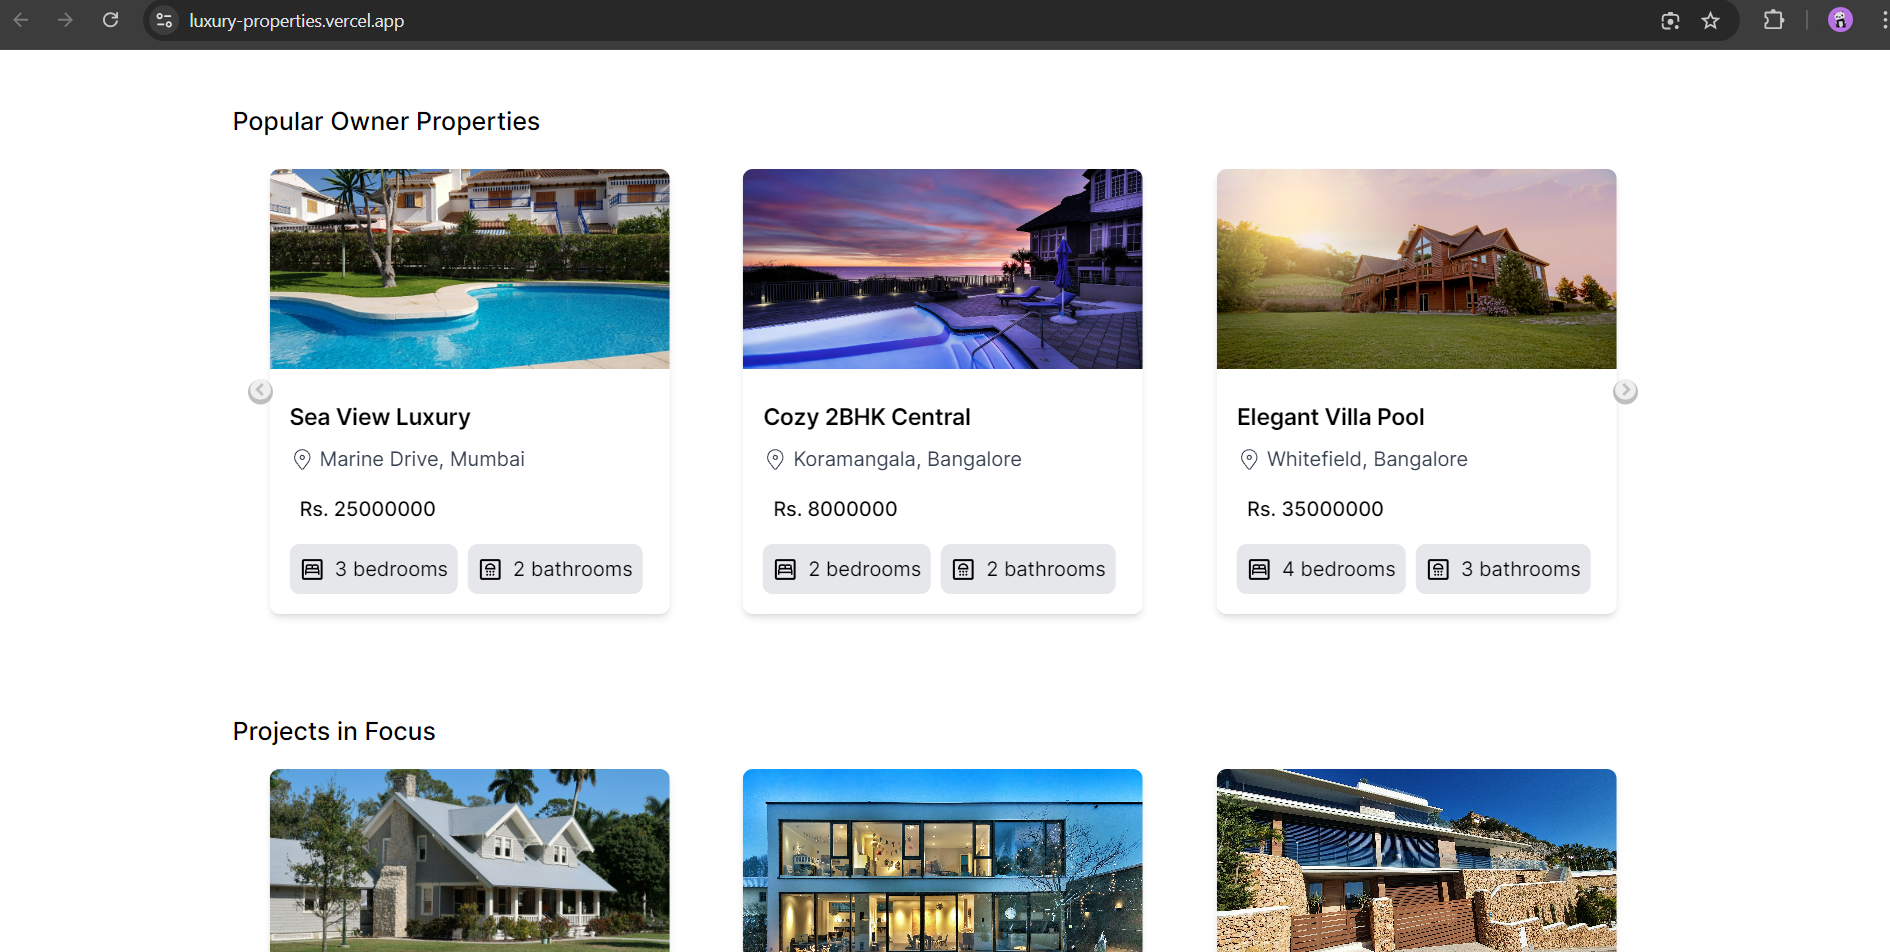 luxury-properties.vercel.app
Popular Owner Properties
Sea View Luxury
Marine Drive, Mumbai
Rs. 25000000
3 bedrooms
2 bathrooms
Cozy 2BHK Central
Koramangala, Bangalore
Rs. 8000000
2 bedrooms
2 bathrooms
Elegant Villa Pool
Whitefield, Bangalore
Rs. 35000000
4 bedrooms
3 bathrooms
Projects in Focus